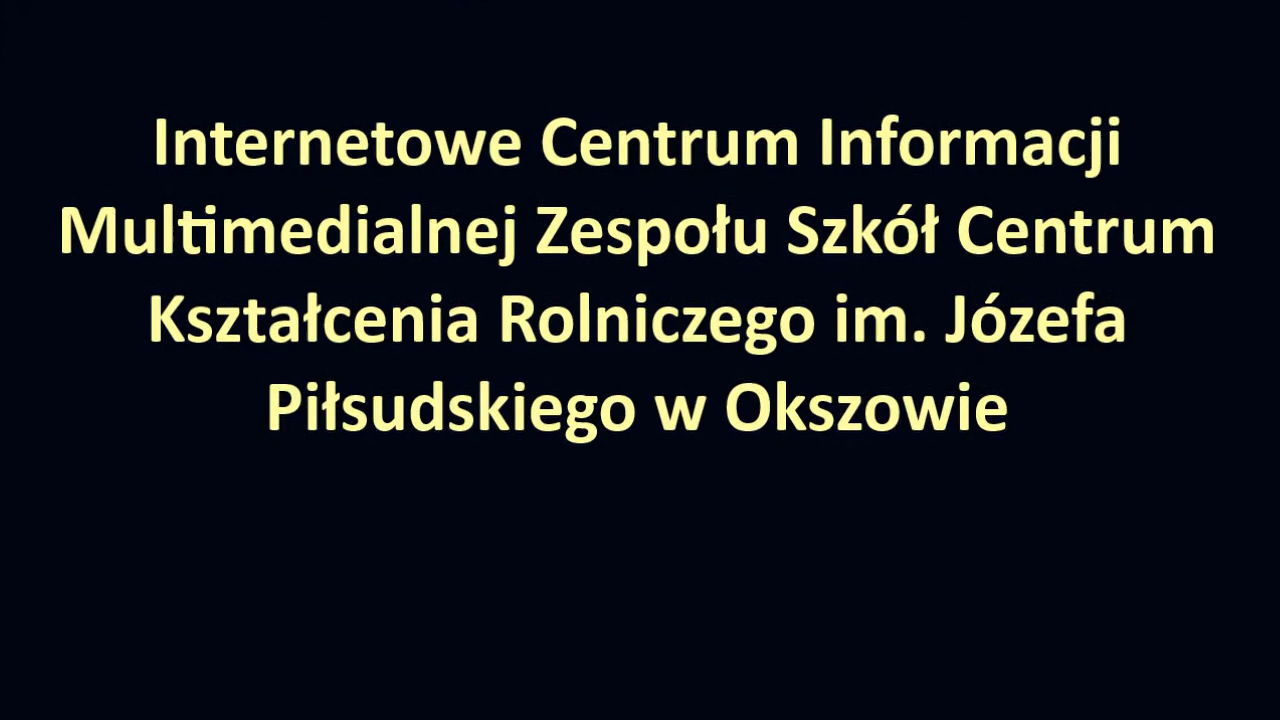 Internetowe Centrum Informacji
Multimedialnej Zespołu Szkół Centrum
Kształcenia Rolniczego im. Józefa
Piłsudskiego w Okszowie